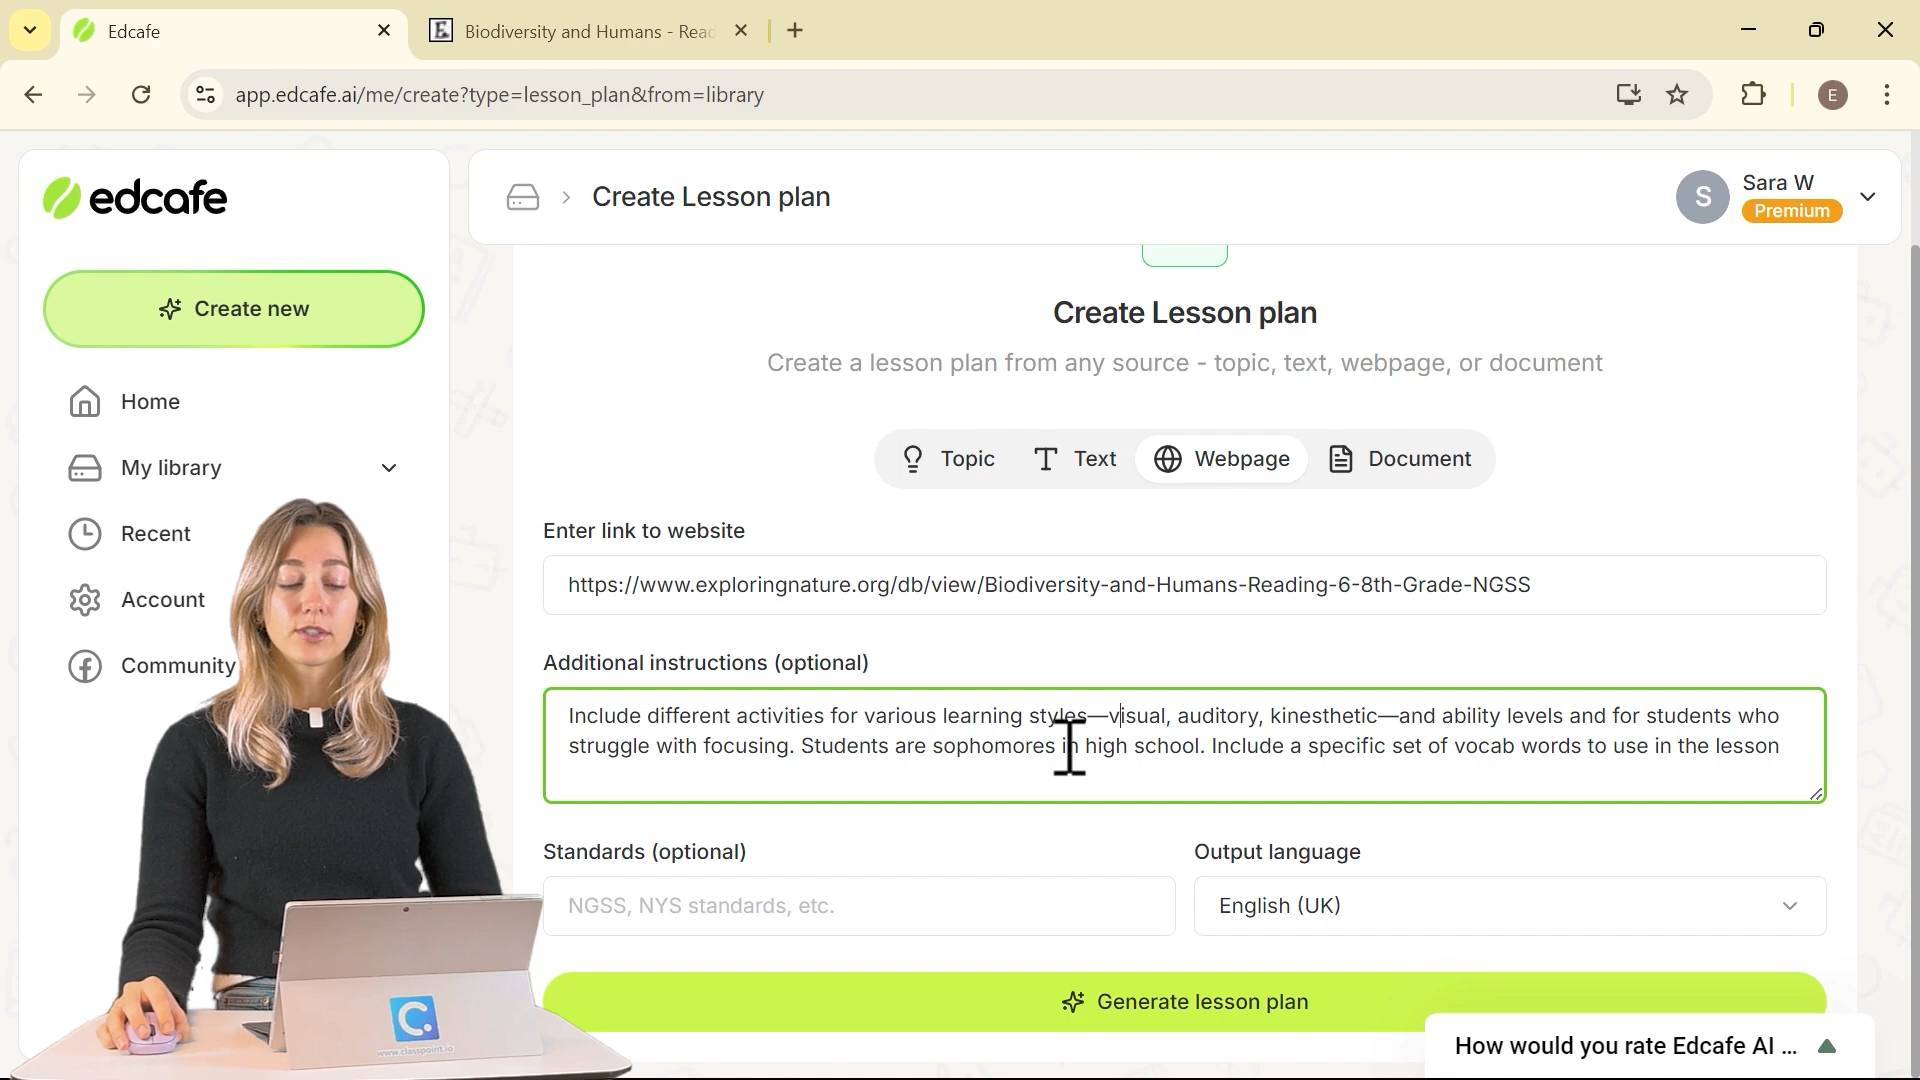 Edcafe
Biodiversity and Humans - Read
app.edcafe.ai/me/create?type=lesson_plan&from=library
E
edcafe
Create Lesson plan
S
Sara W
Premium
Create new
Home
My library
Recent
Account
Community
Create Lesson plan
Create a lesson plan from any source - topic, text, webpage, or document
Topic
Text
Webpage
Document
Enter link to website
https://www.exploringnature.org/db/view/Biodiversity-and-Humans-Reading-6-8th-Grade-NGSS
Additional instructions (optional)
Include different activities for various learning styles—visual, auditory, kinesthetic—and ability levels and for students who
struggle with focusing. Students are sophomores in high school. Include a specific set of vocab words to use in the lesson
Standards (optional)
Output language
NGSS, NYS standards, etc.
English (UK)
Generate lesson plan
How would you rate Edcafe AI ...
C.
www.classpoint.io